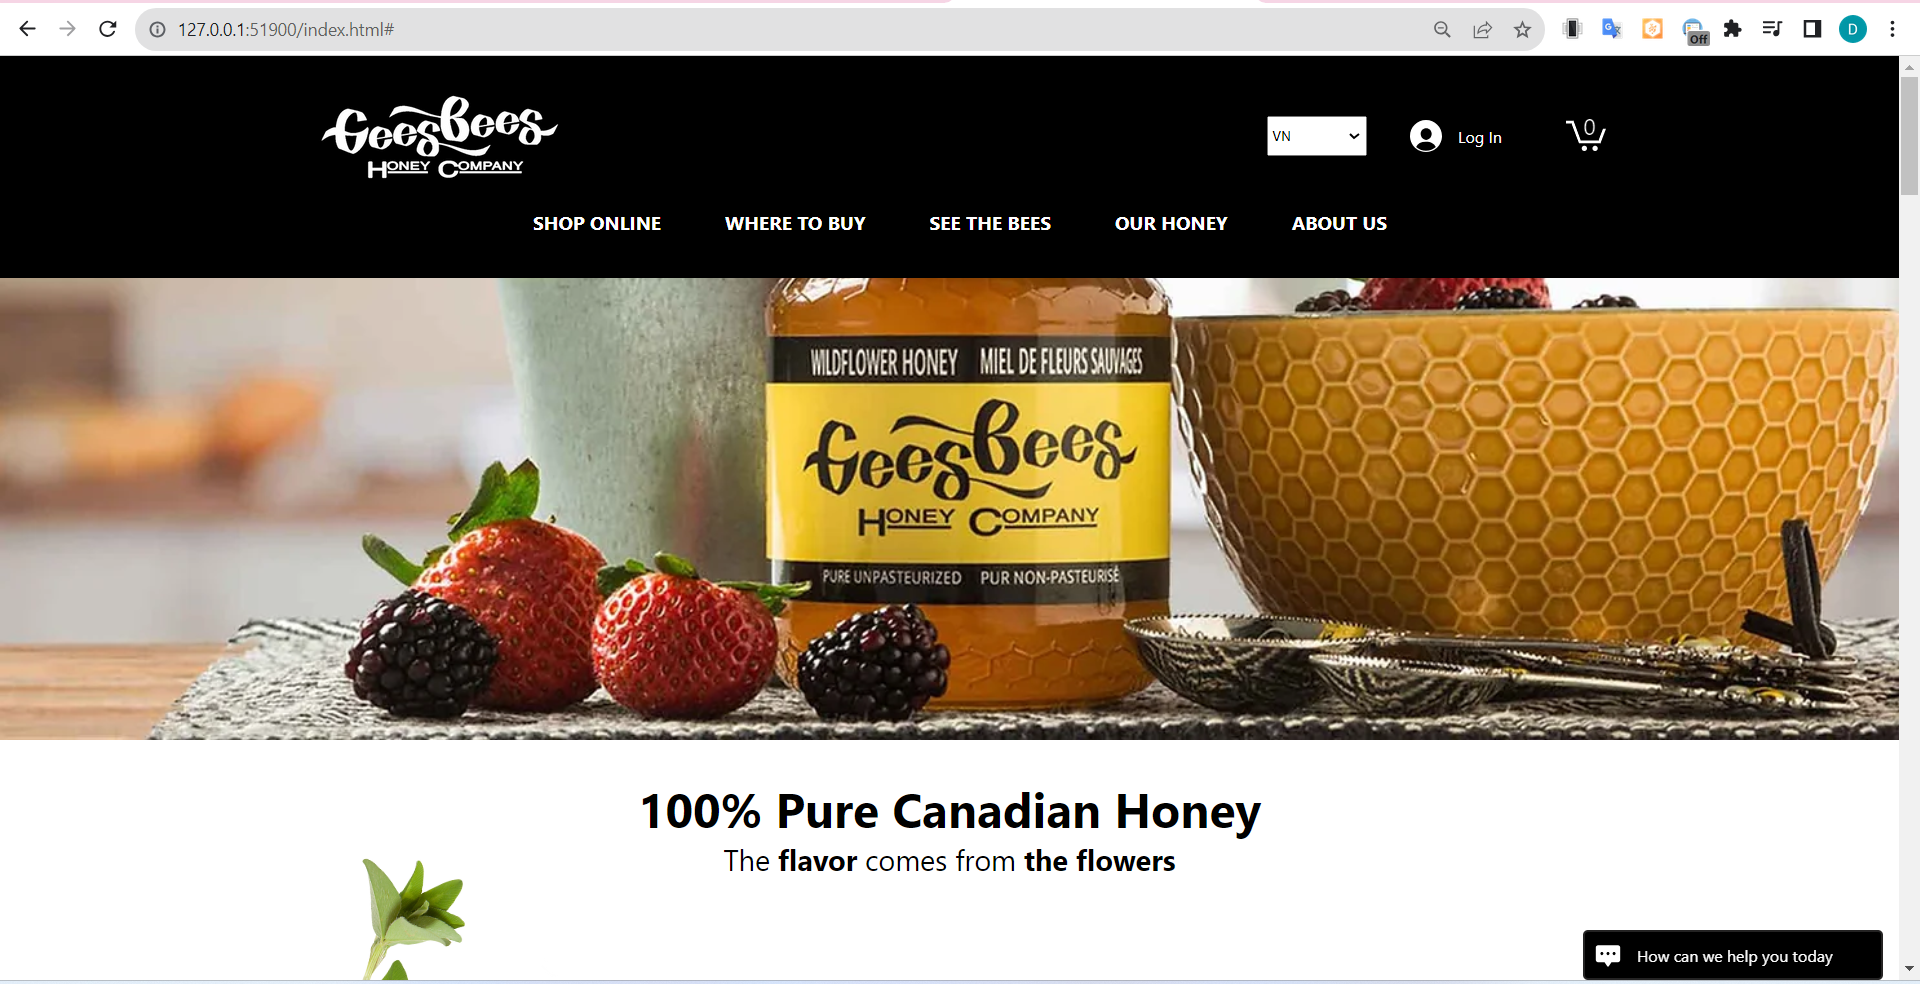 127.0.0.1:51900/index.html#
Off
D
GeesBees
HONEY COMPANY
VN
Log In
0
SHOP ONLINE
WHERE TO BUY
SEE THE BEES
OUR HONEY
ABOUT US
WILDFLOWER HONEY MIEL DE FLEURS SAUVAGES
GeesBees
HONEY COMPANY
PURE UNPASTEURIZED PUR NON-PASTEURISÉ
100% Pure Canadian Honey
The flavor comes from the flowers
How can we help you today